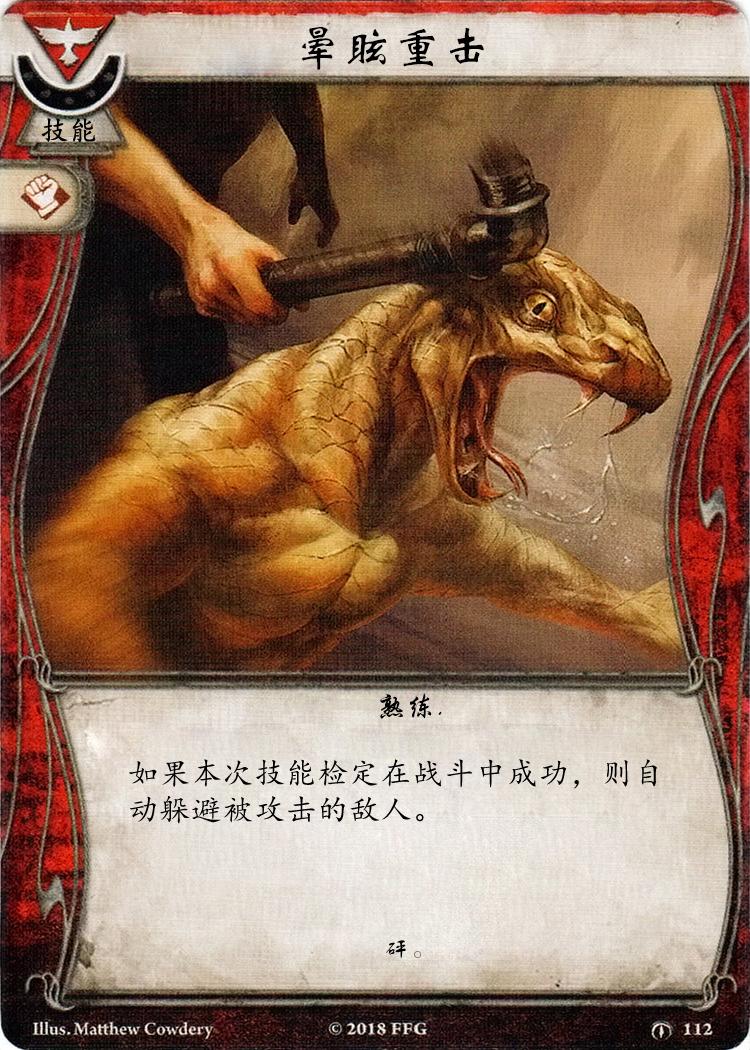 晕眩重击
技能
熟练.
如果本次技能检定在战斗中成功，则自
动躲避被攻击的敌人。
砰。
Illus. Matthew Cowdery
© 2018 FFG
112